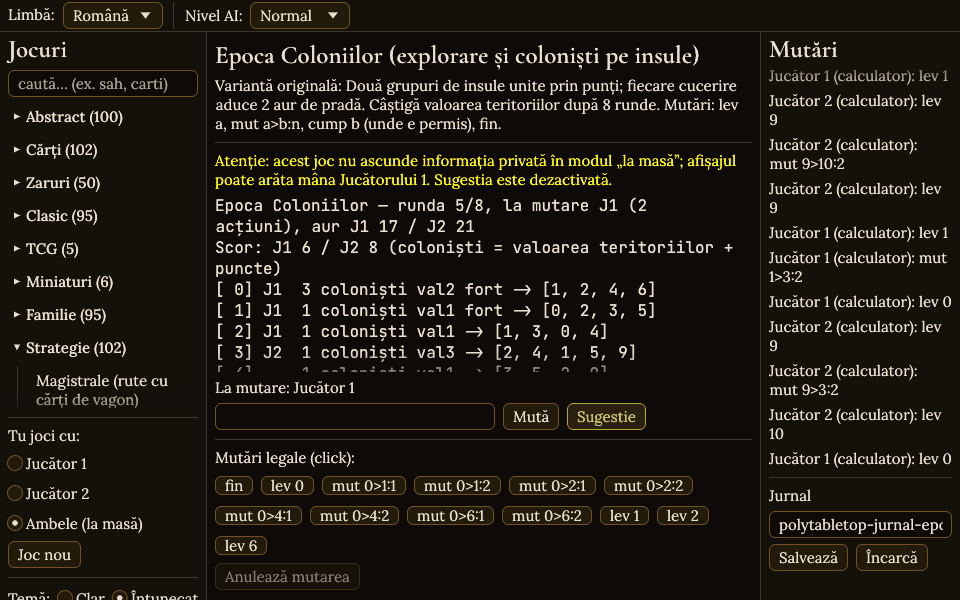 Limbă:
Română
Nivel AI:
Normal
Jocuri
caută... (ex. sah, carti)
Abstract (100)
Cărți (102)
Zaruri (50)
Clasic (95)
TCG (5)
Miniaturi (6)
Familie (95)
Strategie (102)
Magistrale (rute cu
cărți de vagon)
Tu joci cu:
Jucător 1
Jucător 2
Ambele (la masă)
Joc nou
Temă:
Clar
Întunecat
Epoca Coloniilor (explorare și coloniști pe insule)
Variantă originală: Două grupuri de insule unite prin punți; fiecare cucerire
aduce 2 aur de pradă. Câștigă valoarea teritoriilor după 8 runde. Mutări: lev
a, mut a>b:n, cump b (unde e permis), fin.
Atenție: acest joc nu ascunde informația privată în modul „la masă”; afișajul
poate arăta mâna Jucătorului 1. Sugestia este dezactivată.
Epoca Coloniilor — runda 5/8, la mutare J1 (2
acțiuni), aur J1 17 / J2 21
Scor: J1 6 / J2 8 (coloniști = valoarea teritoriilor +
puncte)
[ 0] J1  3 coloniști val2 fort -> [1, 2, 4, 6]
[ 1] J1  1 coloniști val1 fort -> [0, 2, 3, 5]
[ 2] J1  1 coloniști val1 -> [1, 3, 0, 4]
[ 3] J2  1 coloniști val3 -> [2, 4, 1, 5, 9]
La mutare: Jucător 1
Mută
Sugestie
Mutări legale (click):
fin
lev 0
mut 0>1:1
mut 0>1:2
mut 0>2:1
mut 0>2:2
mut 0>4:1
mut 0>4:2
mut 0>6:1
mut 0>6:2
lev 1
lev 2
lev 6
Anulează mutarea
Mutări
Jucător 1 (calculator): lev 1
Jucător 2 (calculator): lev
9
Jucător 2 (calculator):
mut 9>10:2
Jucător 2 (calculator): lev
9
Jucător 1 (calculator): lev 1
Jucător 1 (calculator): mut
1>3:2
Jucător 1 (calculator): lev 0
Jucător 2 (calculator): lev
9
Jucător 2 (calculator):
mut 9>3:2
Jucător 2 (calculator): lev
10
Jucător 1 (calculator): lev 0
Jurnal
polytabletop-jurnal-epo
Salvează
Încarcă